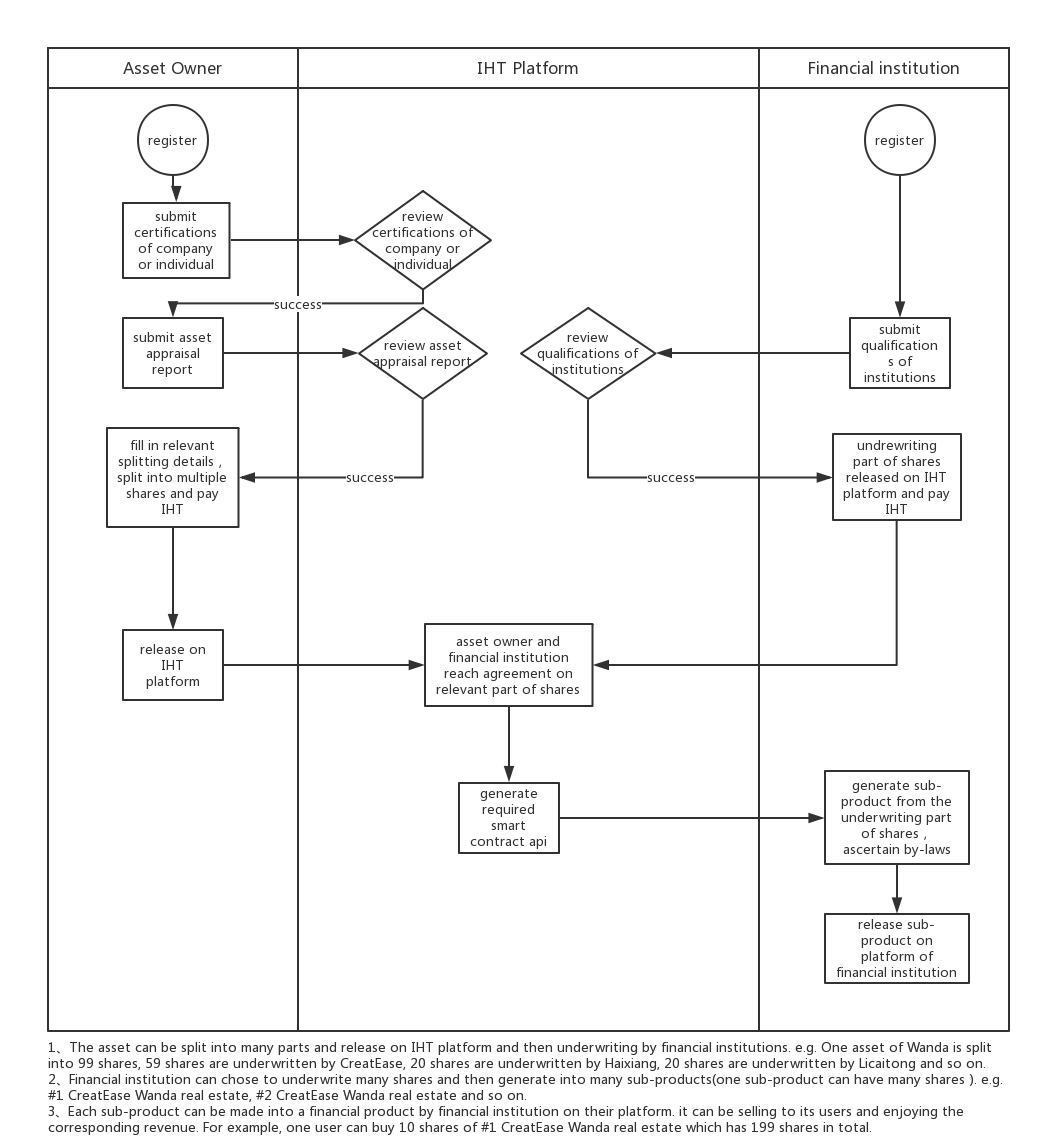 Asset Owner
IHT Platform
Financial institution
register
register
submit
certifications
of company
or individual
review
certifications of
company or
individual
success
submit asset
appraisal
report
review asset
appraisal report
review
qualifications of
institutions
submit
qualification
s of
institutions
fill in relevant
splitting details ,
split into multiple
shares and pay
IHT
success
success
undrewriting
part of shares
released on IHT
platform and pay
IHT
release on
IHT
platform
asset owner and
financial institution
reach agreement on
relevant part of shares
generate
required
smart
contract api
generate sub-
product from the
underwriting part
of shares ,
ascertain by-laws
release sub-
product on
platform of
financial institution
1、The asset can be split into many parts and release on IHT platform and then underwriting by financial institutions. e.g. One asset of Wanda is split
into 99 shares, 59 shares are underwritten by CreatEase, 20 shares are underwritten by Haixiang, 20 shares are underwritten by Licaitong and so on.
2、Financial institution can chose to underwrite many shares and then generate into many sub-products(one sub-product can have many shares ). e.g.
#1 CreatEase Wanda real estate, #2 CreatEase Wanda real estate and so on.
3、Each sub-product can be made into a financial product by financial institution on their platform. it can be selling to its users and enjoying the
corresponding revenue. For example, one user can buy 10 shares of #1 CreatEase Wanda real estate which has 199 shares in total.